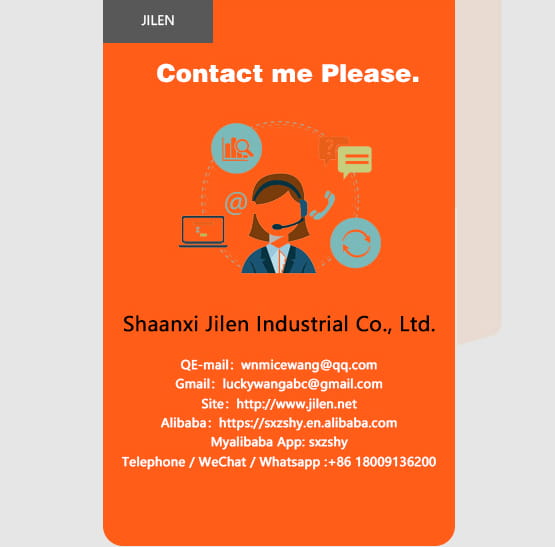 JILEN
Contact me Please.
@
?
Shaanxi Jilen Industrial Co., Ltd.
QE-mail：wnmicewang@qq.com
Gmail：luckywangabc@gmail.com
Site：http://www.jilen.net
Alibaba：https://sxzshy.en.alibaba.com
Myalibaba App: sxzshy
Telephone / WeChat / Whatsapp :+86 18009136200